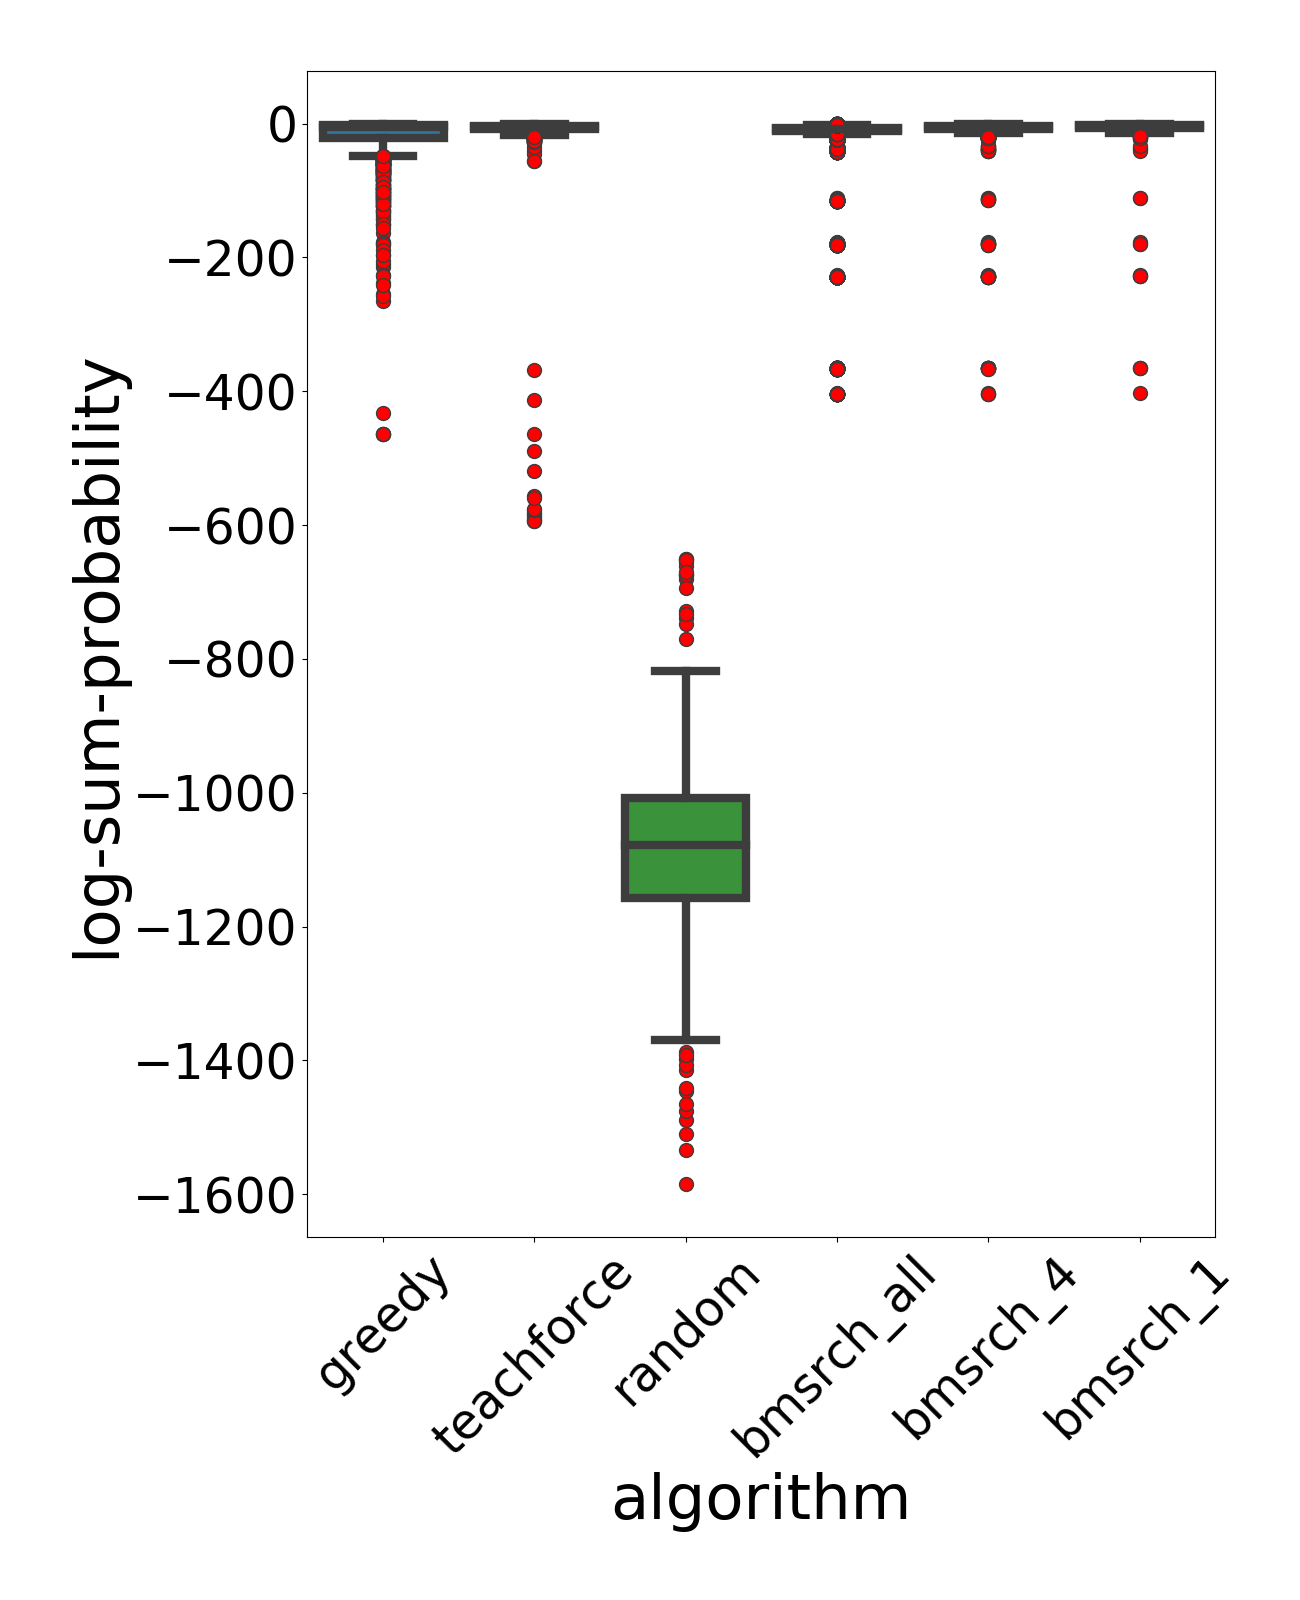 log-sum-probability
0
−200
−400
−600
−800
−1000
−1200
−1400
−1600
greedy
teachforce
random
bmsrch_all
bmsrch_4
bmsrch_1
algorithm